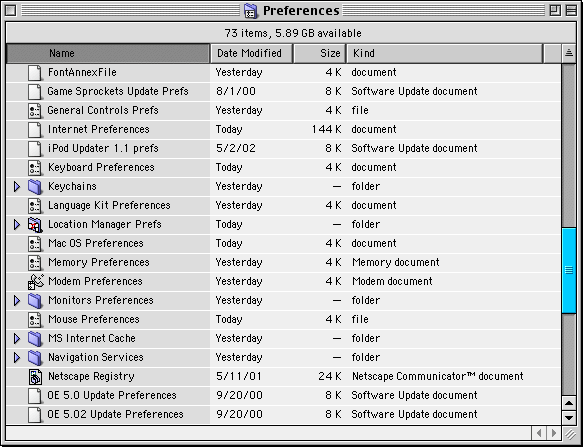 Preferences
73 items, 5.89 GB available
Name Date Modified Size Kind
FontAnnexFile Yesterday 4 K document
Game Sprockets Update Prefs 8/1/00 8 K Software Update document
General Controls Prefs Yesterday 4 K file
Internet Preferences Today 144 K document
iPod Updater 1.1 prefs 5/2/02 8 K Software Update document
Keyboard Preferences Today 4 K document
Keychains Yesterday — folder
Language Kit Preferences Yesterday 4 K document
Location Manager Prefs Today — folder
Mac OS Preferences Today 4 K document
Memory Preferences Yesterday 4 K Memory document
Modem Preferences Yesterday 4 K Modem document
Monitors Preferences Yesterday — folder
Mouse Preferences Today 4 K file
MS Internet Cache Yesterday — folder
Navigation Services Yesterday — folder
Netscape Registry 5/11/01 24 K Netscape Communicator™ document
OE 5.0 Update Preferences 9/20/00 8 K Software Update document
OE 5.02 Update Preferences 9/20/00 8 K Software Update document